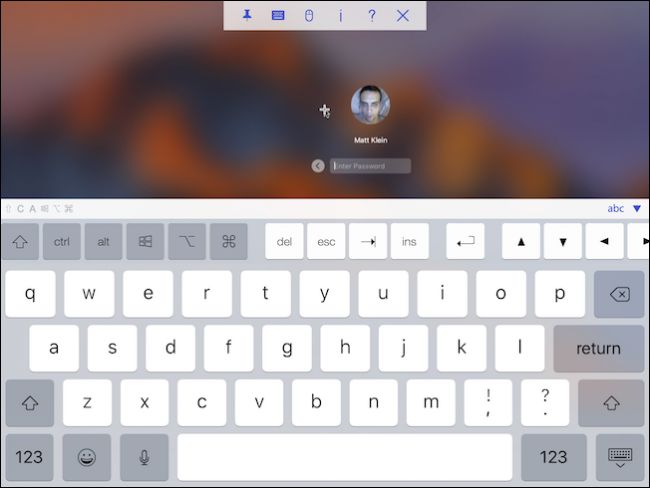 i ?
Matt Klein
Enter Password
⇧ C A ⌥ ⌘ abc ▼
ctrl alt ⌥ ⌘ del esc →| ins ▲ ▼ ◀ ▶
q w e r t y u i o p
a s d f g h j k l return
z x c v b n m ! , ? .
123 123